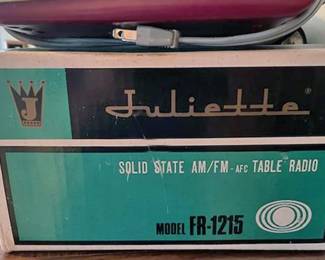 J
Juliette®
SOLID STATE AM/FM-AFC TABLE RADIO
MODEL FR-1215